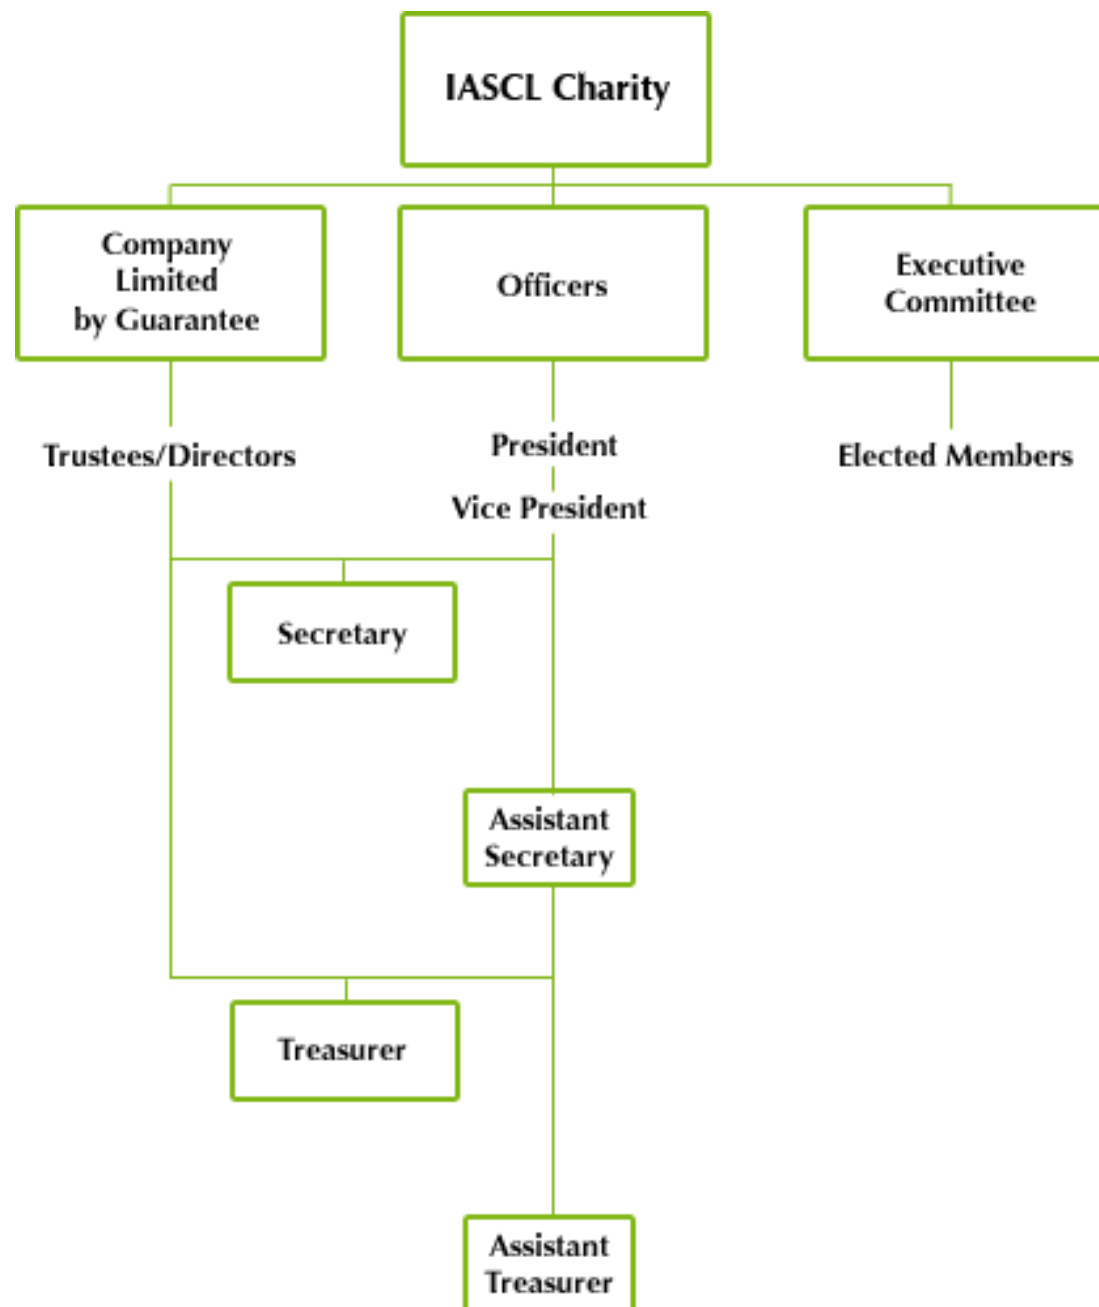 IASCL Charity
Company
Limited
by Guarantee
Officers
Executive
Committee
Trustees/Directors
President
Elected Members
Vice President
Secretary
Assistant
Secretary
Treasurer
Assistant
Treasurer